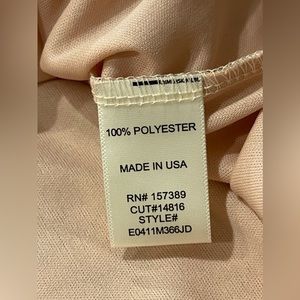 100% POLYESTER
MADE IN USA
RN# 157389
CUT#14816
STYLE#
E0411M366JD